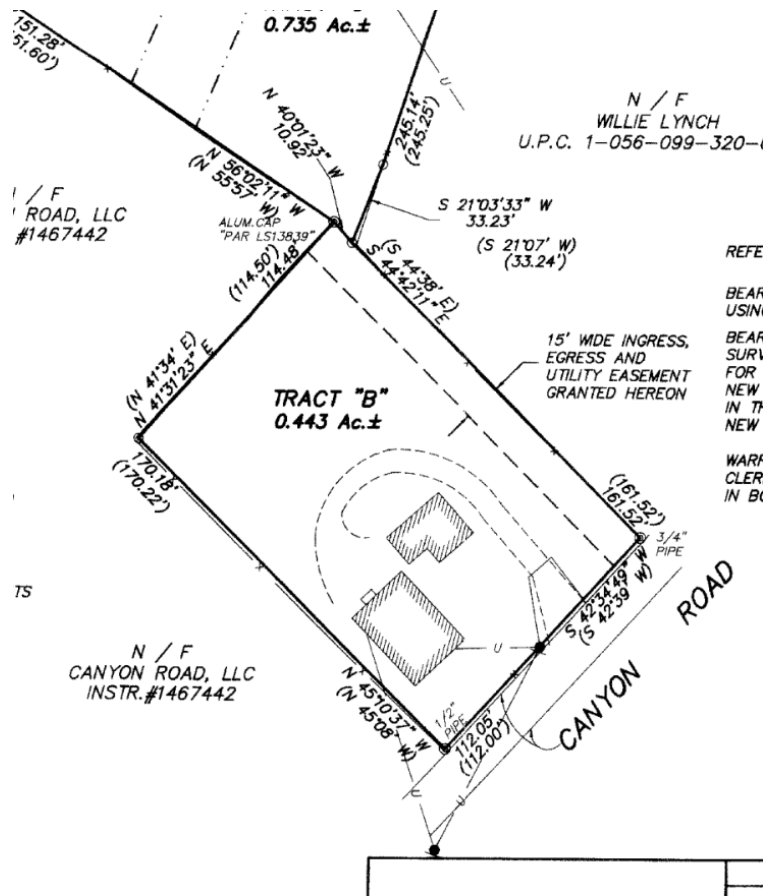 0.735 Ac.±
151.28'
51.60')
N 40°01'23" W
10.92'
245.14'
(245.25')
U
N / F
WILLIE LYNCH
U.P.C. 1-056-099-320-
N 56°02'11" W
(N 55°57' W)
S 21°03'33" W
33.23'
(S 21°07' W)
(33.24')
/ F
ROAD, LLC
#1467442
ALUM.CAP
"PAR LS13839"
(S 44°38' E)
S 44°42'11" E
(114.50')
114.48'
(N 41°34' E)
N 41°31'23" E
REFE
BEAR
USING
BEAR
SURV
FOR
NEW
IN TH
NEW
WARR
CLER
IN BO
15' WIDE INGRESS,
EGRESS AND
UTILITY EASEMENT
GRANTED HEREON
TRACT "B"
0.443 Ac.±
170.18'
(170.22')
(161.52')
161.52'
3/4"
PIPE
S 42°34'49" W
(S 42°39' W)
TS
CANYON ROAD
N / F
CANYON ROAD, LLC
INSTR.#1467442
U
N 45°10'37" W
(N 45°08' W)
1/2"
PIPE
112.05'
(112.00')
U
U